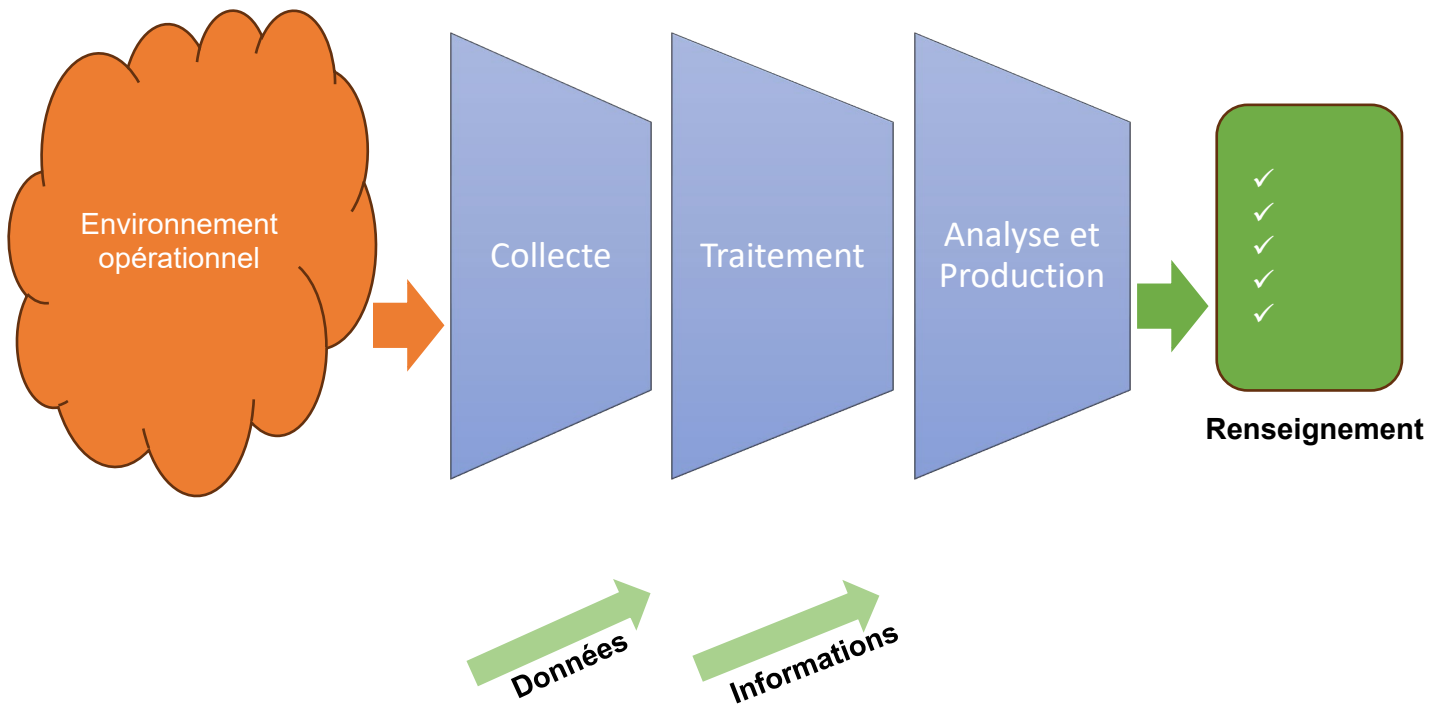 Environnement
opérationnel
Collecte
Traitement
Analyse et
Production
✓
✓
✓
✓
✓
Renseignement
Données
Informations